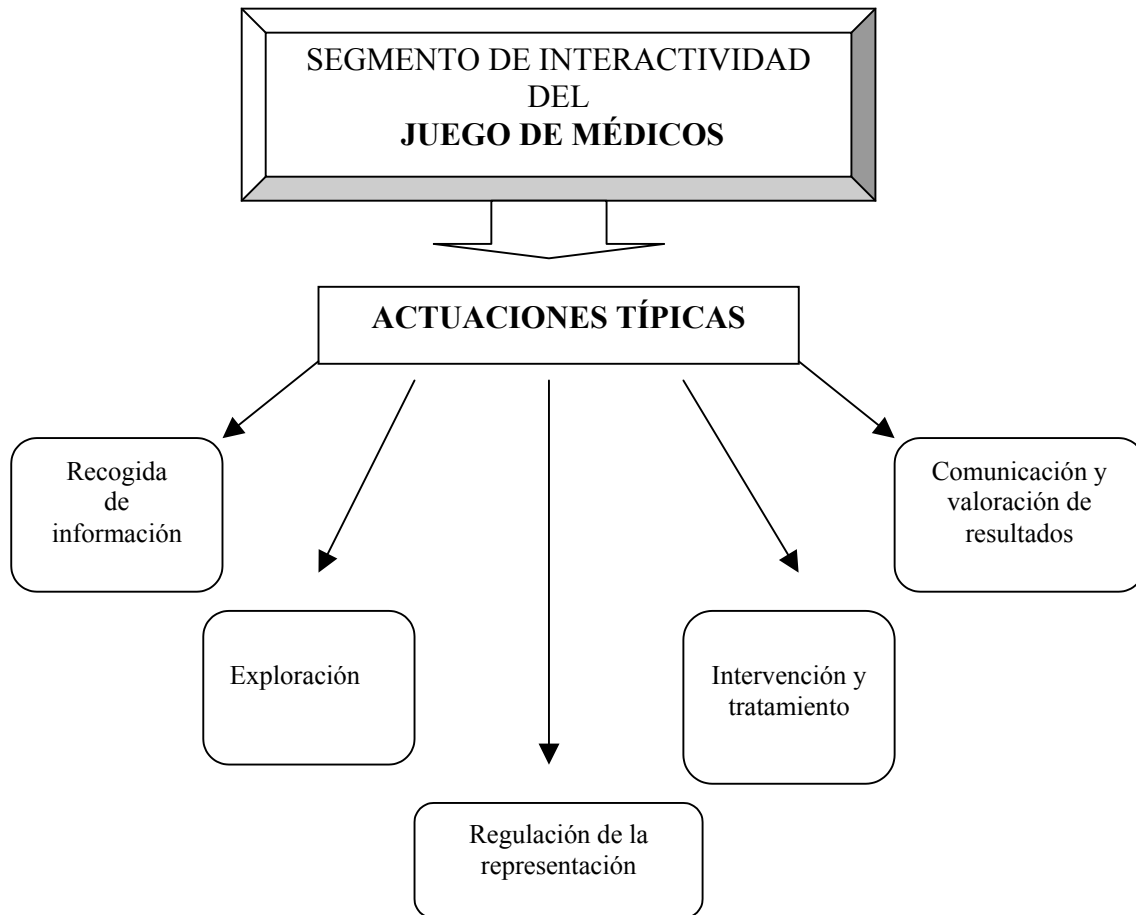 SEGMENTO DE INTERACTIVIDAD
DEL
JUEGO DE MÉDICOS
ACTUACIONES TÍPICAS
Recogida
de
información
Exploración
Regulación de la
representación
Intervención y
tratamiento
Comunicación y
valoración de
resultados